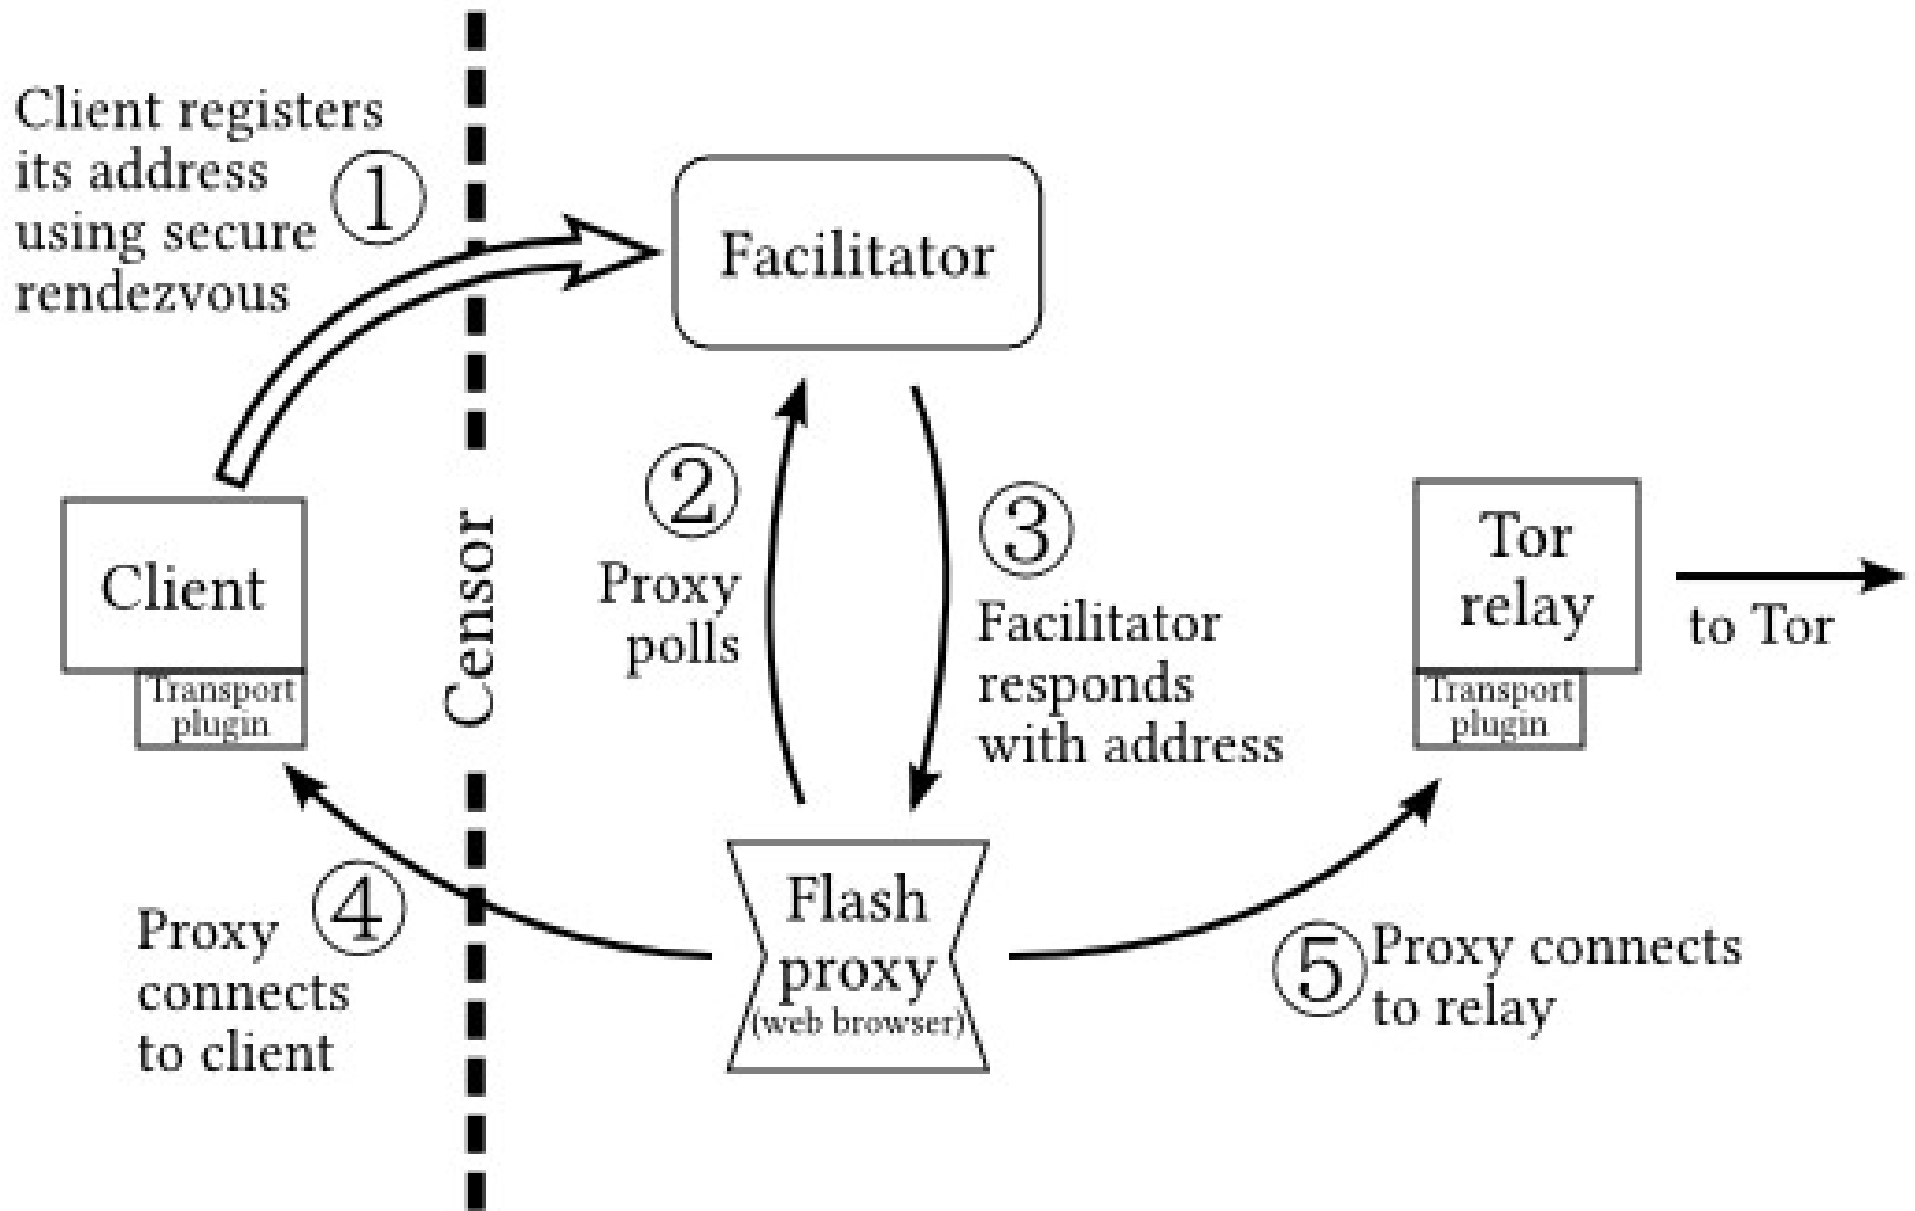 Client registers
its address
using secure
rendezvous
①
Facilitator
Client
Transport
plugin
Censor
②
Proxy
polls
③
Facilitator
responds
with address
Tor
relay
Transport
plugin
to Tor
④
Proxy
connects
to client
Flash
proxy
(web browser)
⑤
Proxy connects
to relay